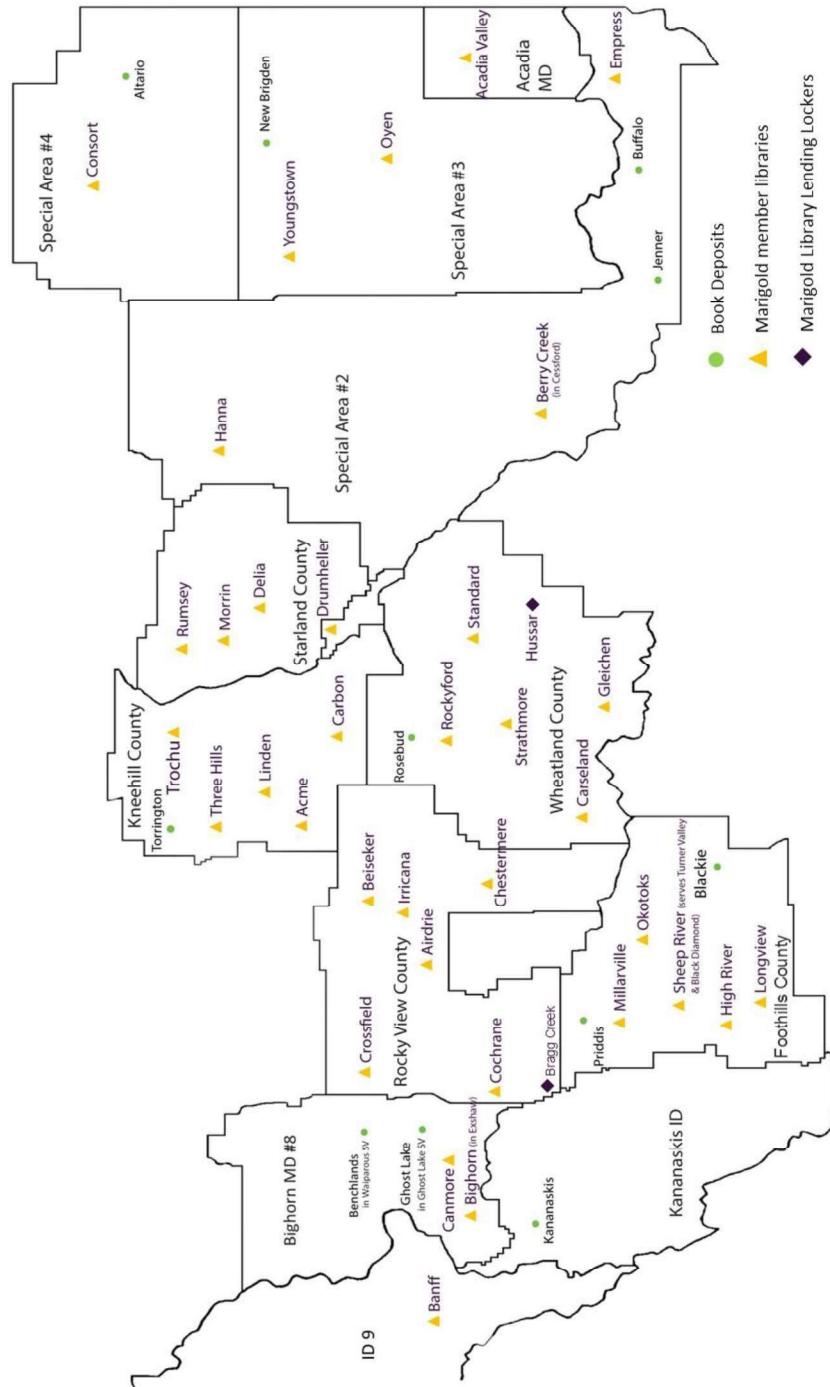 ID 9
Banff
Bighorn MD #8
Benchlands
in Waiparous SV
Ghost Lake
in Ghost Lake SV
Canmore
Bighorn (in Exshaw)
Kananaskis
Kananaskis ID
Crossfield
Rocky View County
Beiseker
Irricana
Airdrie
Cochrane
Chestermere
Bragg Creek
Priddis
Millarville
Okotoks
Sheep River (serves Turner Valley
& Black Diamond)
Blackie
High River
Longview
Foothills County
Kneehill County
Torrington
Trochu
Three Hills
Linden
Acme
Carbon
Rumsey
Morrin
Delia
Starland County
Drumheller
Rosebud
Rockyford
Standard
Strathmore
Hussar
Wheatland County
Carseland
Gleichen
Hanna
Special Area #2
Berry Creek
(in Cessford)
Special Area #4
Consort
Altario
New Brigden
Youngstown
Oyen
Special Area #3
Acadia Valley
Acadia
MD
Empress
Buffalo
Jenner
Book Deposits
Marigold member libraries
Marigold Library Lending Lockers